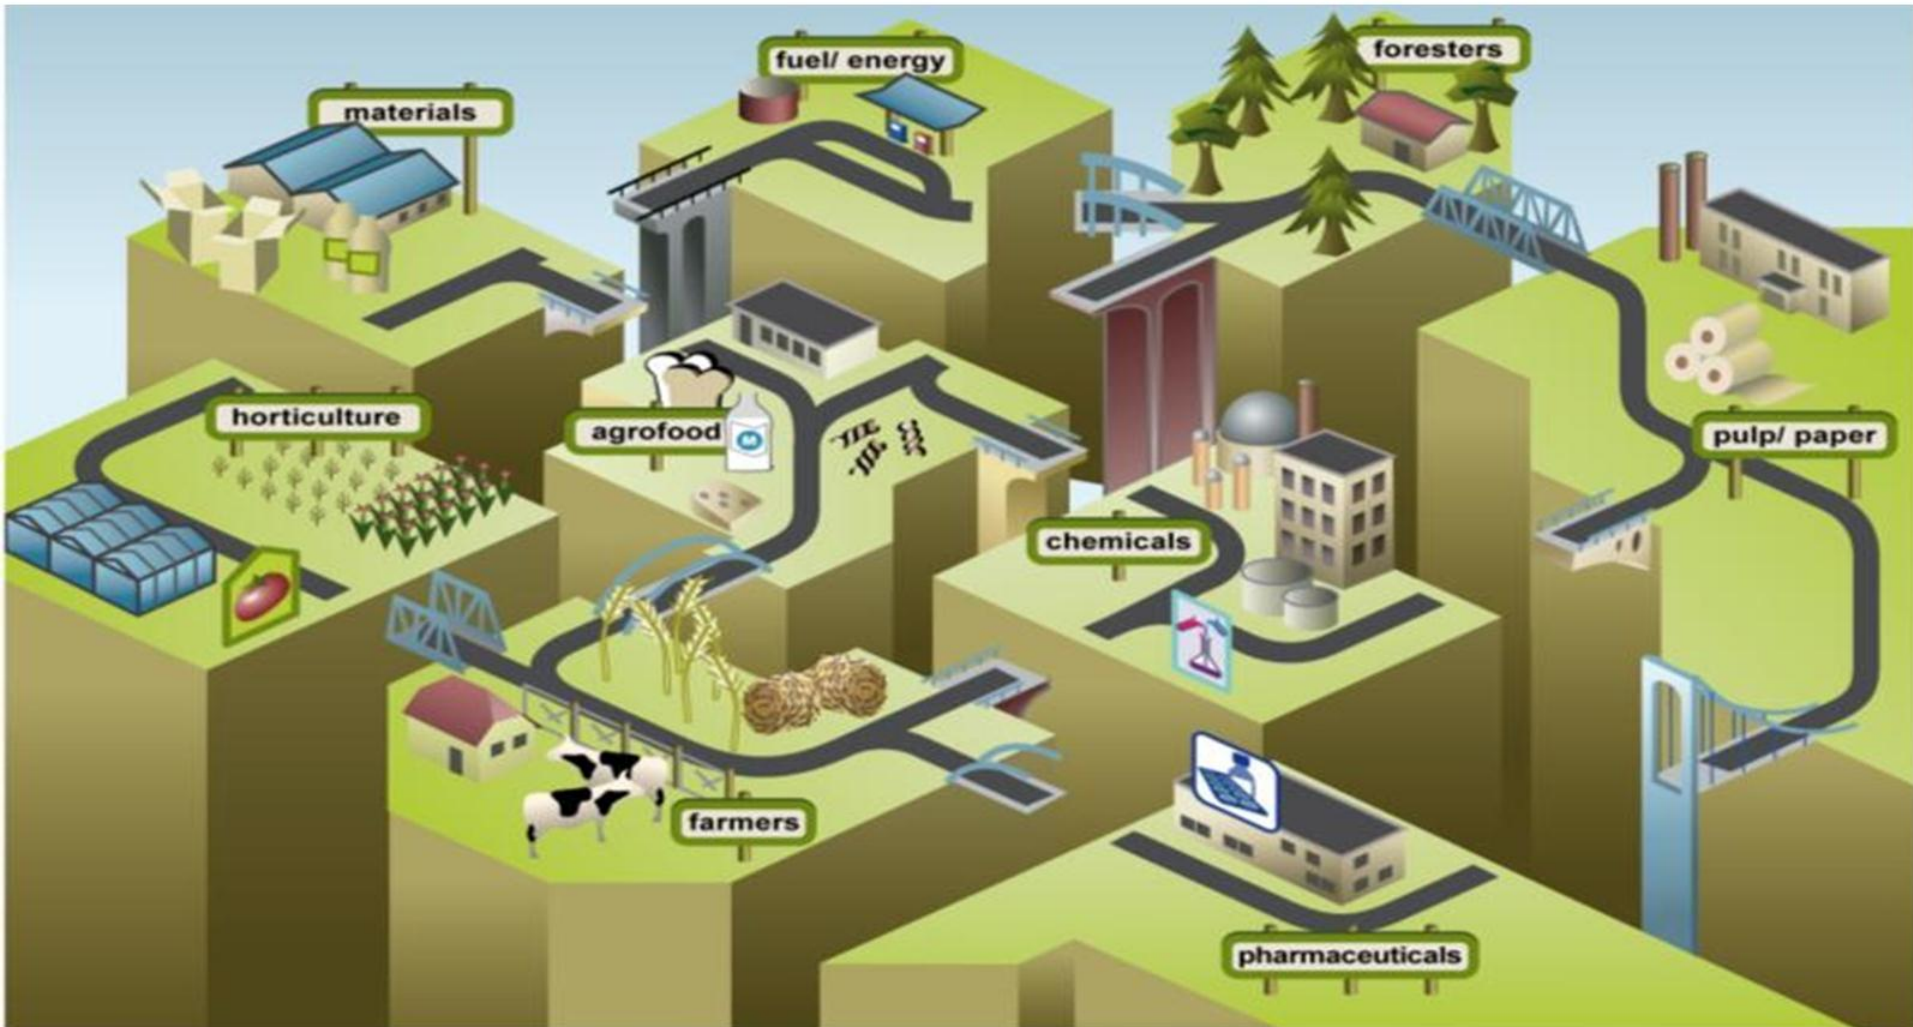 fuel/ energy
foresters
materials
horticulture
agrofood
M
pulp/ paper
chemicals
farmers
pharmaceuticals